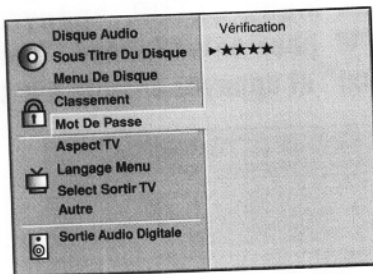 Disque Audio
Sous Titre Du Disque
Menu De Disque
Classement
Mot De Passe
Aspect TV
Langage Menu
Select Sortir TV
Autre
Sortie Audio Digitale
Vérification
▸★★★★